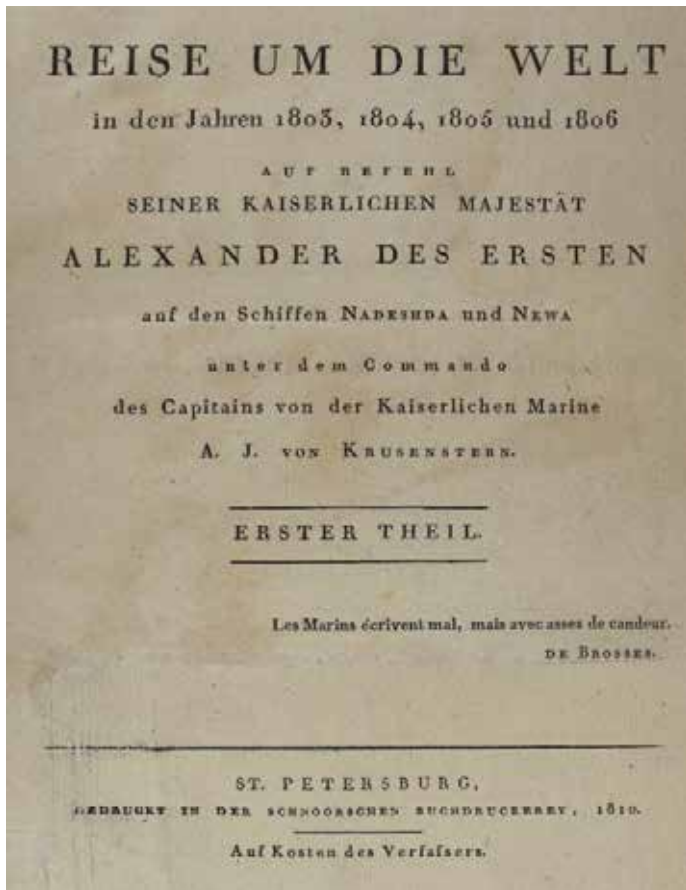 REISE UM DIE WELT
in den Jahren 1803, 1804, 1805 und 1806
AUF BEFEHL
SEINER KAISERLICHEN MAJESTÄT
ALEXANDER DES ERSTEN
auf den Schiffen NADESHDA und NEWA
unter dem Commando
des Capitains von der Kaiserlichen Marine
A. J. VON KRUSENSTERN.
ERSTER THEIL.
Les Marins écrivent mal, mais avec asses de candeur.
DE BROSSES.
ST. PETERSBURG,
GEDRUCKT IN DER SCHNOORSCHEN BUCHDRUCKEREY, 1810.
Auf Kosten des Verfaſsers.